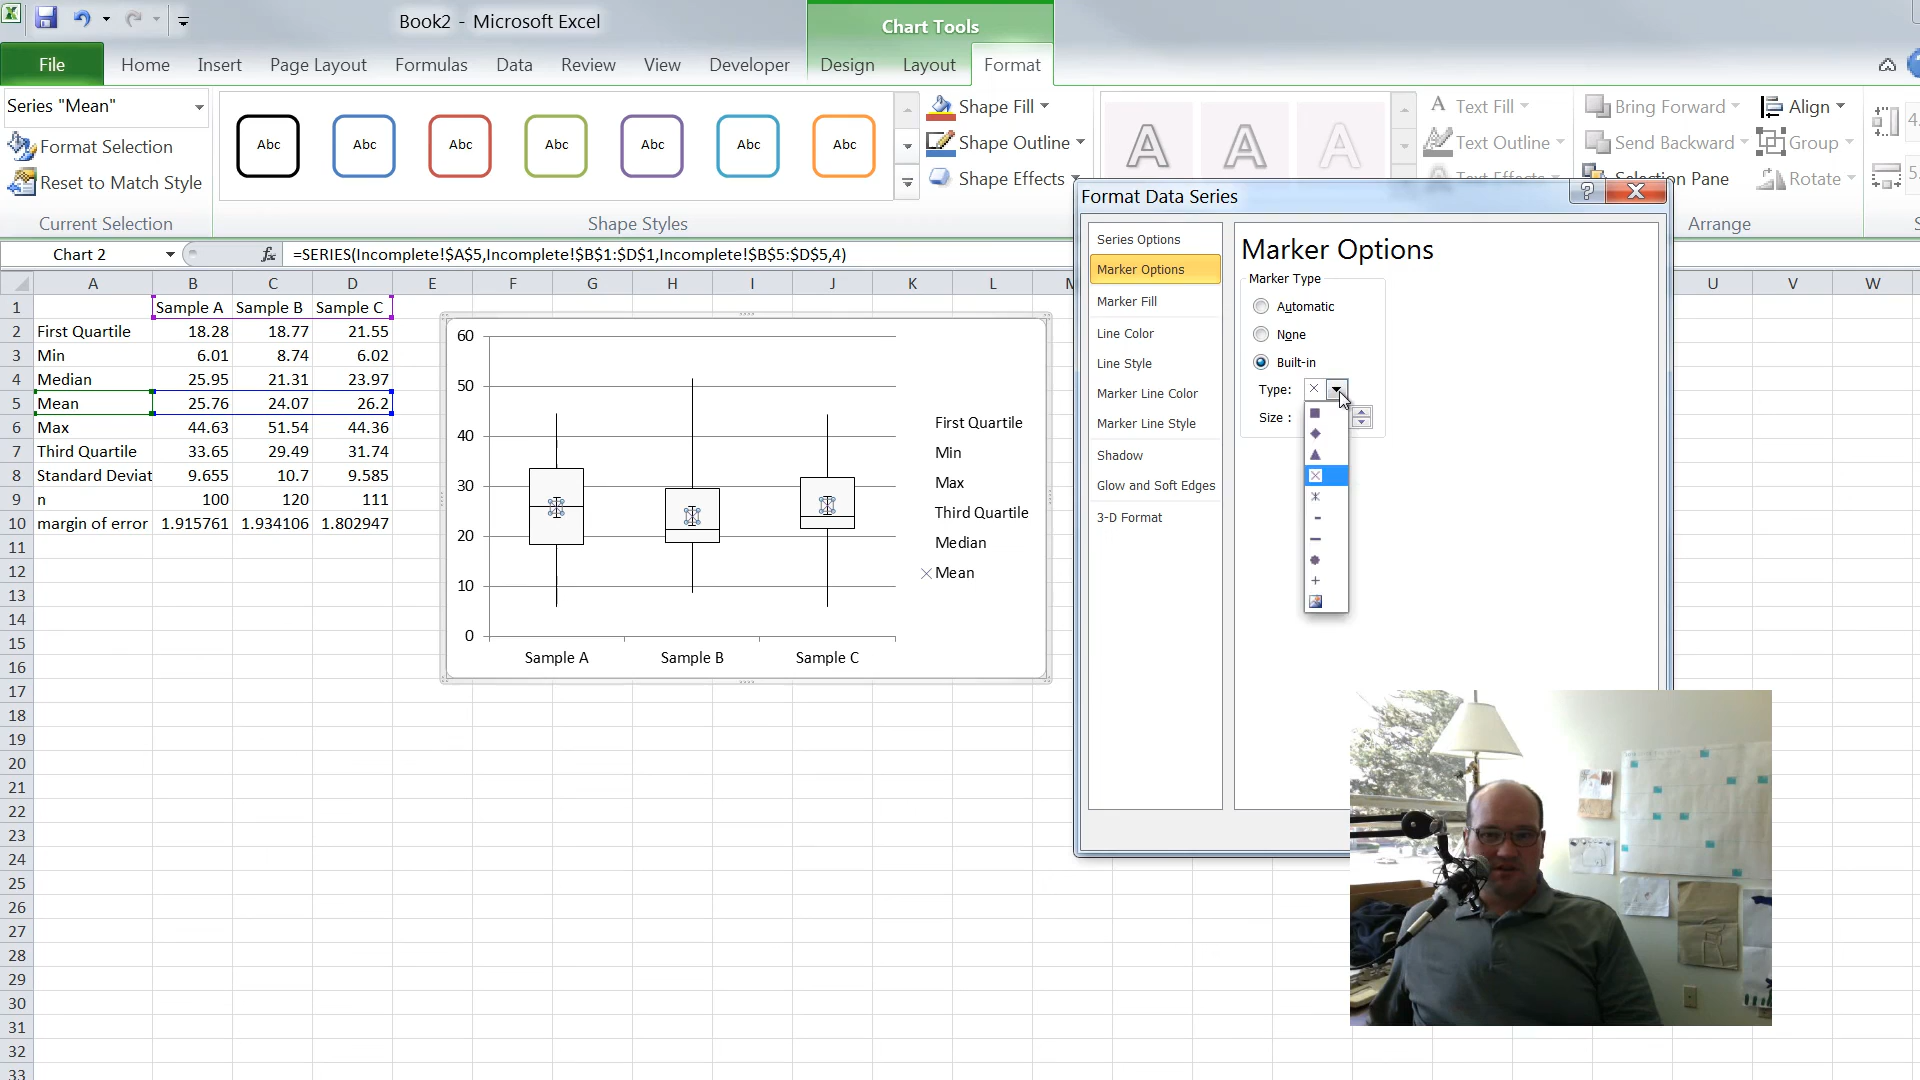 Book2 - Microsoft Excel
Chart Tools
File Home Insert Page Layout Formulas Data Review View Developer Design Layout Format
Series "Mean"
Format Selection
Reset to Match Style
Current Selection
Abc Abc Abc Abc Abc Abc Abc
Shape Styles
Shape Fill
Shape Outline
Shape Effects
A A A
Text Fill
Text Outline
Text Effects
Bring Forward
Send Backward
Selection Pane
Align
Group
Rotate
Arrange
Chart 2
fx =SERIES(Incomplete!$A$5,Incomplete!$B$1:$D$1,Incomplete!$B$5:$D$5,4)
A B C D E F G H I J K L M U V W
1 Sample A Sample B Sample C
2 First Quartile 18.28 18.77 21.55
3 Min 6.01 8.74 6.02
4 Median 25.95 21.31 23.97
5 Mean 25.76 24.07 26.2
6 Max 44.63 51.54 44.36
7 Third Quartile 33.65 29.49 31.74
8 Standard Deviat 9.655 10.7 9.585
9 n 100 120 111
10 margin of error 1.915761 1.934106 1.802947
11
12
13
14
15
16
17
18
19
20
21
22
23
24
25
26
27
28
29
30
31
32
33
60
50
40
30
20
10
0
Sample A Sample B Sample C
First Quartile
Min
Max
Third Quartile
Median
Mean
Format Data Series
Series Options
Marker Options
Marker Fill
Line Color
Line Style
Marker Line Color
Marker Line Style
Shadow
Glow and Soft Edges
3-D Format
Marker Options
Marker Type
Automatic
None
Built-in
Type:
Size :